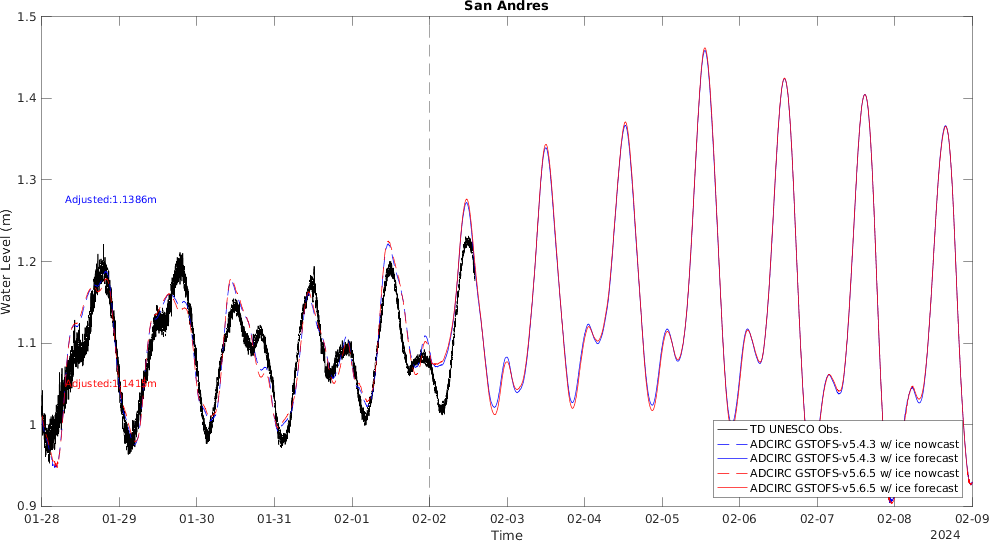 San Andres
1.5
1.4
1.3
1.2
1.1
1
0.9
Water Level (m)
Adjusted:1.1386m
TD UNESCO Obs.
ADCIRC GSTOFS-v5.4.3 w/ ice nowcast
ADCIRC GSTOFS-v5.4.3 w/ ice forecast
ADCIRC GSTOFS-v5.6.5 w/ ice nowcast
ADCIRC GSTOFS-v5.6.5 w/ ice forecast
01-28 01-29 01-30 01-31 02-01 02-02 02-03 02-04 02-05 02-06 02-07 02-08 02-09
Time
2024